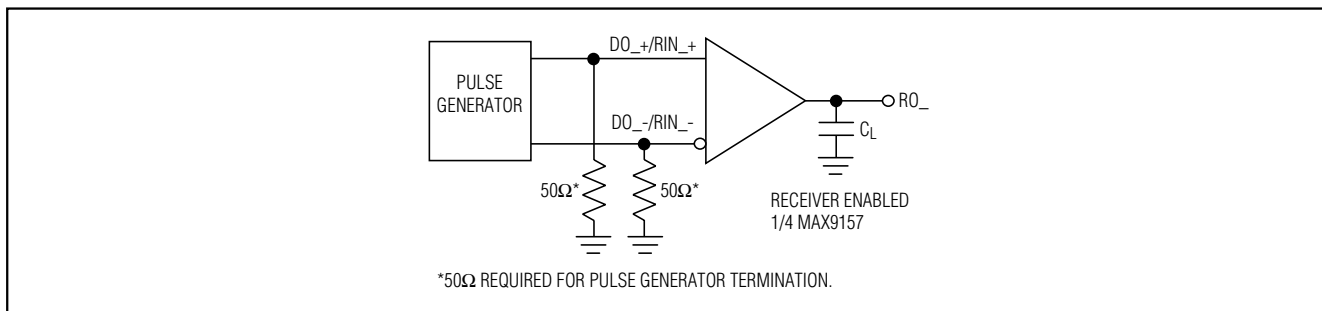 DO_+/RIN_+
PULSE
GENERATOR
RO_
DO_-/RIN_-
CL
50Ω*
50Ω*
RECEIVER ENABLED
1/4 MAX9157
*50Ω REQUIRED FOR PULSE GENERATOR TERMINATION.